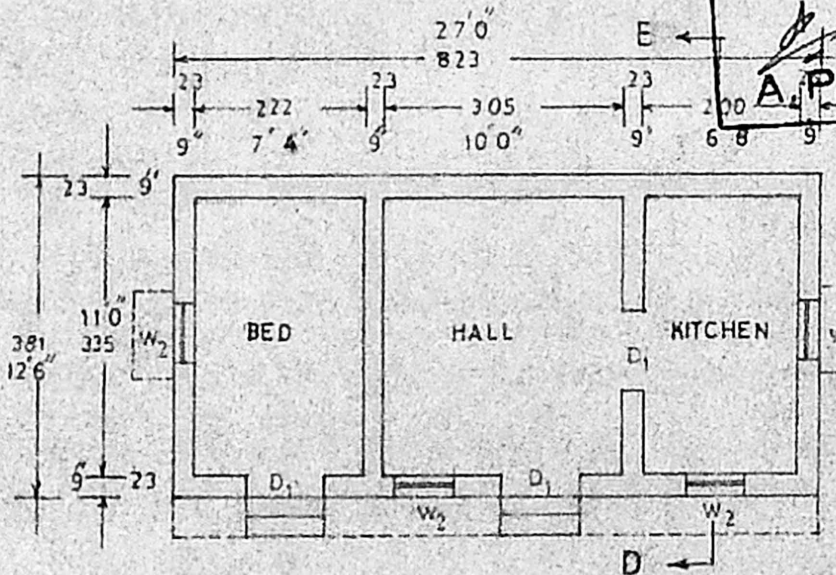 27'0"
E
823
23 23 23
A.P
222 305 200
9" 7'4" 9" 10'0" 9' 6 8 9'
23 9'
11'0"
BED HALL KITCHEN
W2 D1
381 335
12'6"
9" 23
D1 D1
W2 W2
D